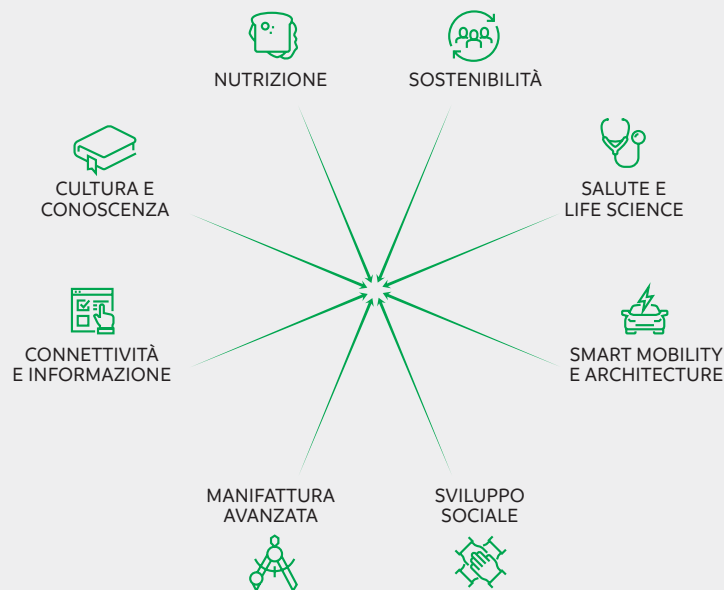 NUTRIZIONE
SOSTENIBILITÀ
CULTURA E
CONOSCENZA
SALUTE E
LIFE SCIENCE
CONNETTIVITÀ
E INFORMAZIONE
SMART MOBILITY
E ARCHITECTURE
MANIFATTURA
AVANZATA
SVILUPPO
SOCIALE